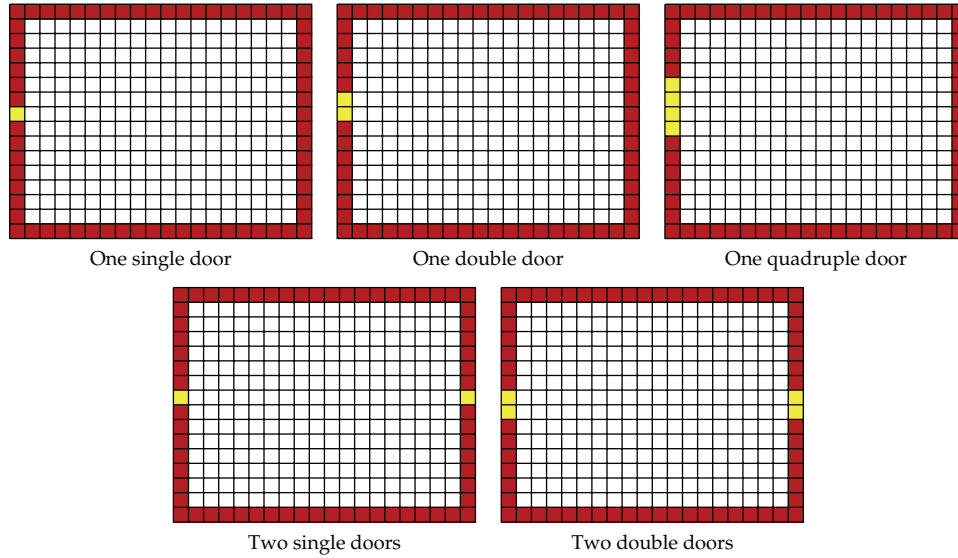 One single door
One double door
One quadruple door
Two single doors
Two double doors